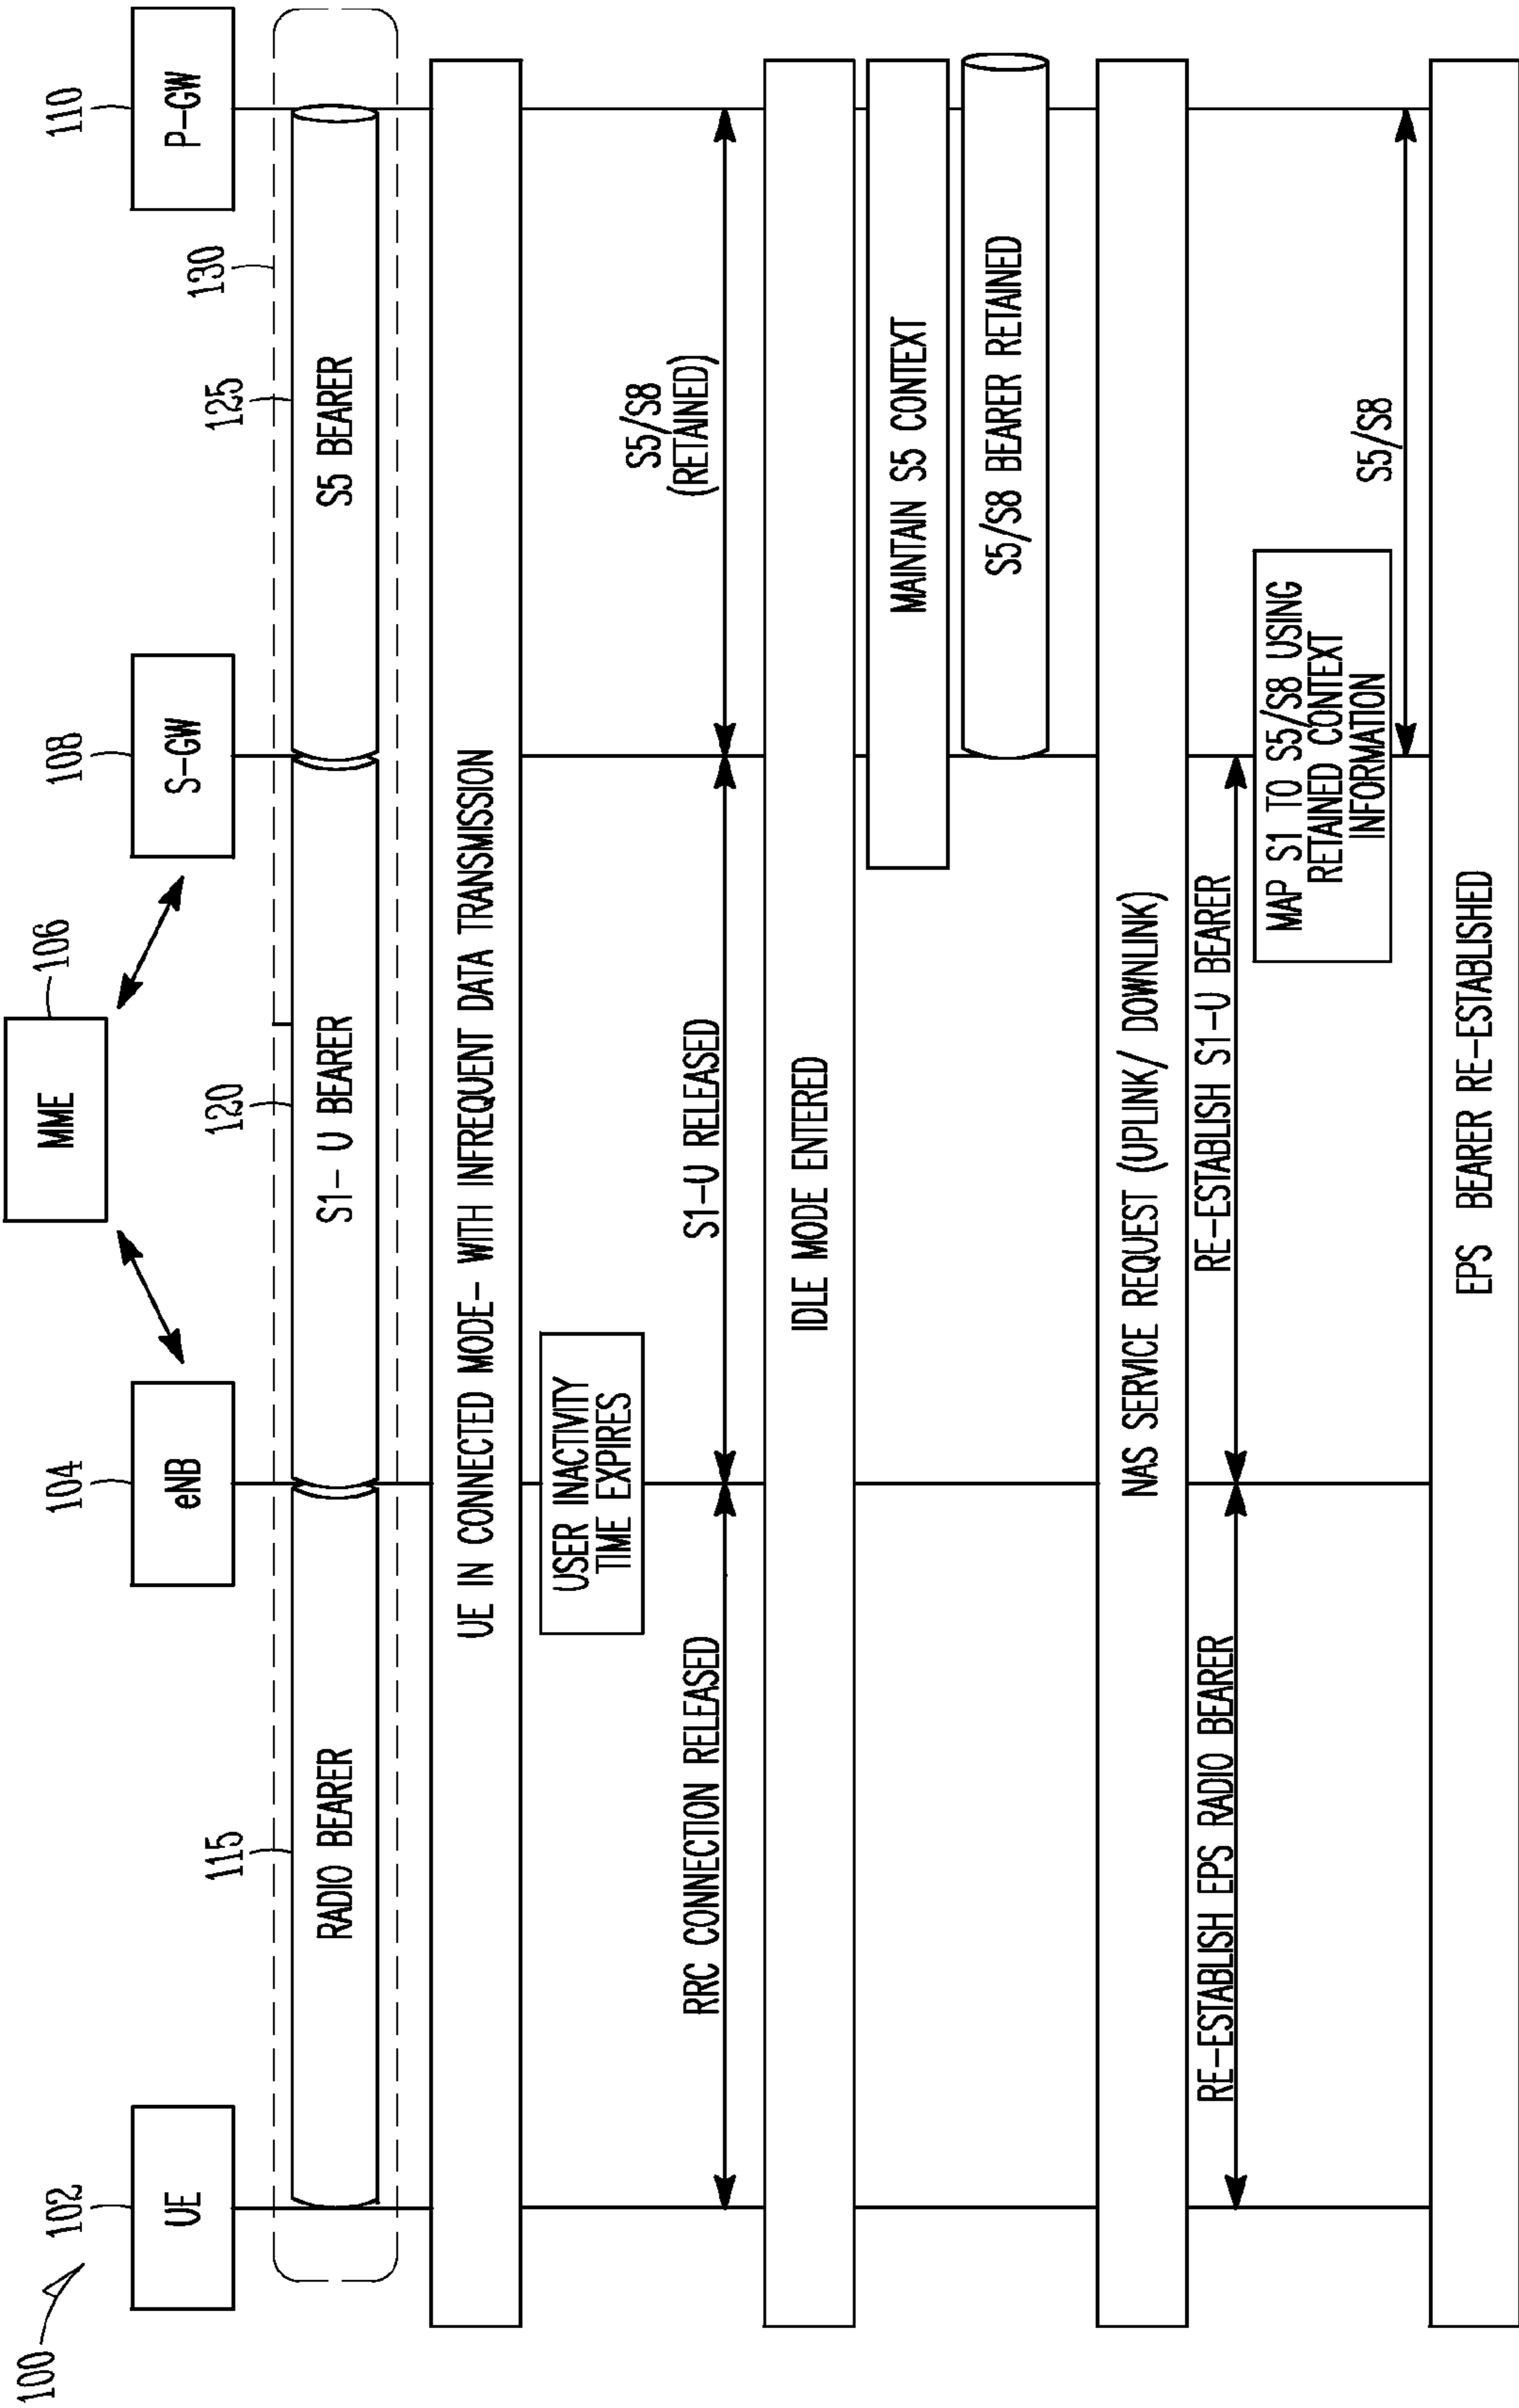 100
MME
106
102
104
108
110
UE
eNB
S-GW
P-GW
115
120
125
130
RADIO BEARER
S1- U BEARER
S5 BEARER
UE IN CONNECTED MODE- WITH INFREQUENT DATA TRANSMISSION
USER INACTIVITY
TIME EXPIRES
RRC CONNECTION RELEASED
S1-U RELEASED
S5/S8
(RETAINED)
IDLE MODE ENTERED
MAINTAIN S5 CONTEXT
S5/S8 BEARER RETAINED
NAS SERVICE REQUEST (UPLINK/ DOWNLINK)
RE-ESTABLISH EPS RADIO BEARER
RE-ESTABLISH S1-U BEARER
MAP S1 TO S5/S8 USING
RETAINED CONTEXT
INFORMATION
S5/S8
EPS BEARER RE-ESTABLISHED